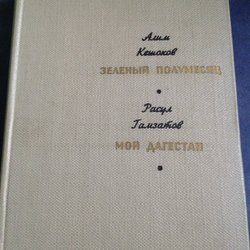 Алим
Кешоков
ЗЕЛЕНЫЙ ПОЛУМЕСЯЦ
Расул
Гамзатов
МОЙ ДАГЕСТАН